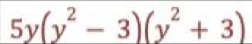 5y(y² − 3)(y² + 3)